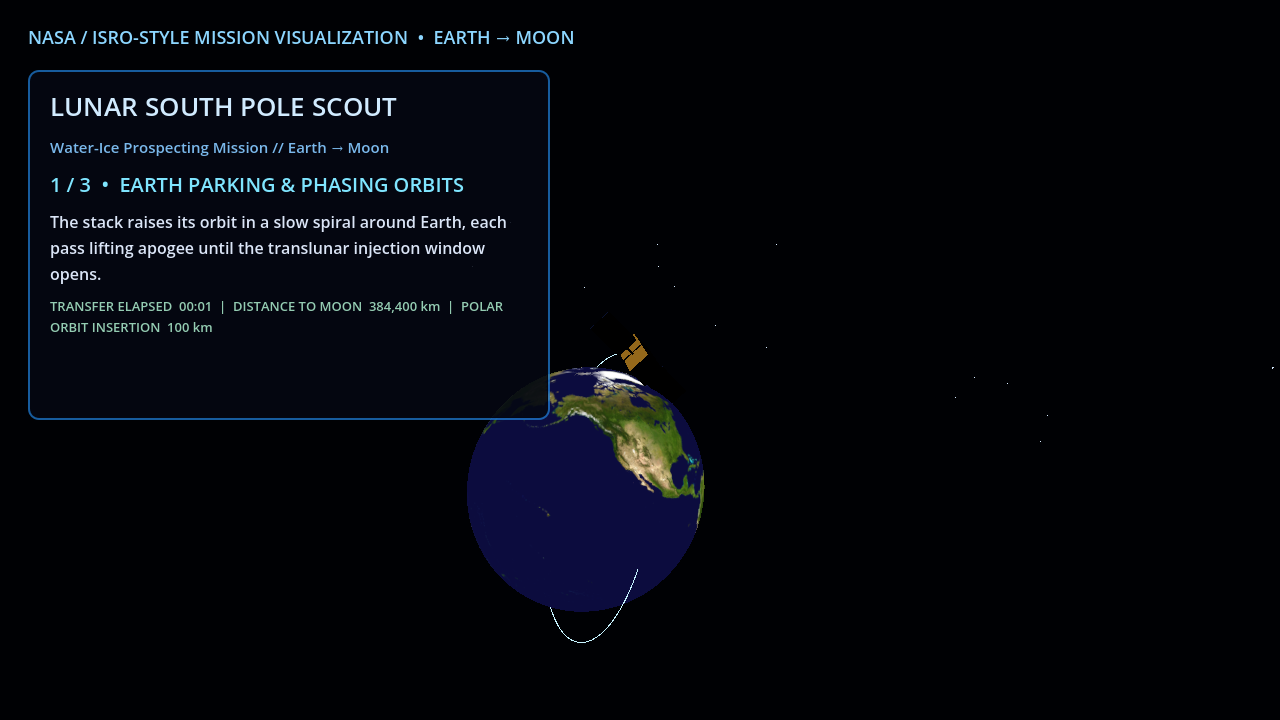 NASA / ISRO-STYLE MISSION VISUALIZATION • EARTH → MOON
LUNAR SOUTH POLE SCOUT
Water-Ice Prospecting Mission // Earth → Moon
1 / 3 • EARTH PARKING & PHASING ORBITS
The stack raises its orbit in a slow spiral around Earth, each
pass lifting apogee until the translunar injection window
opens.
TRANSFER ELAPSED 00:01 | DISTANCE TO MOON 384,400 km | POLAR
ORBIT INSERTION 100 km